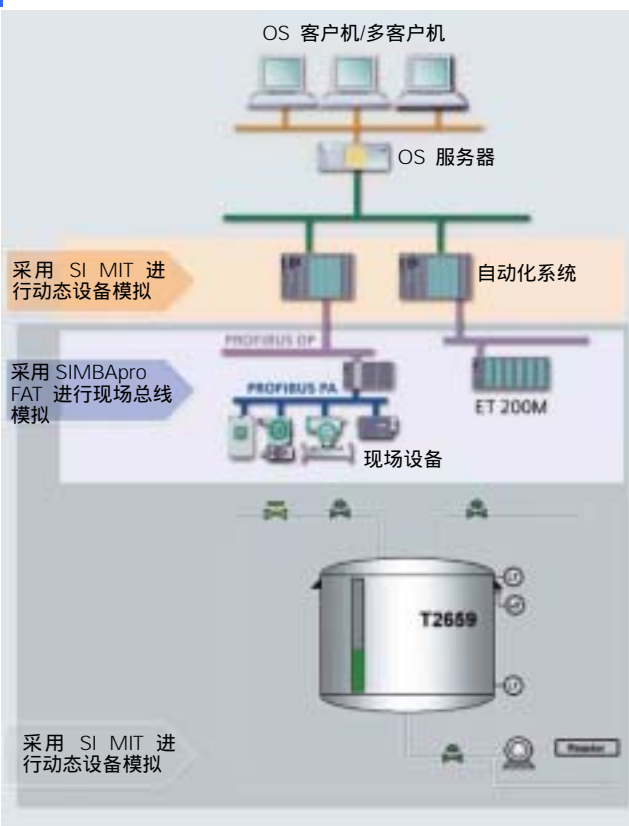 OS 客户机/多客户机
OS 服务器
采用 SI MIT 进
行动态设备模拟
自动化系统
PROFIBUS DP
采用 SIMBApro
FAT 进行现场总线
模拟
PROFIBUS PA
ET 200M
现场设备
T2659
采用 SI MIT 进
行动态设备模拟
Reactor